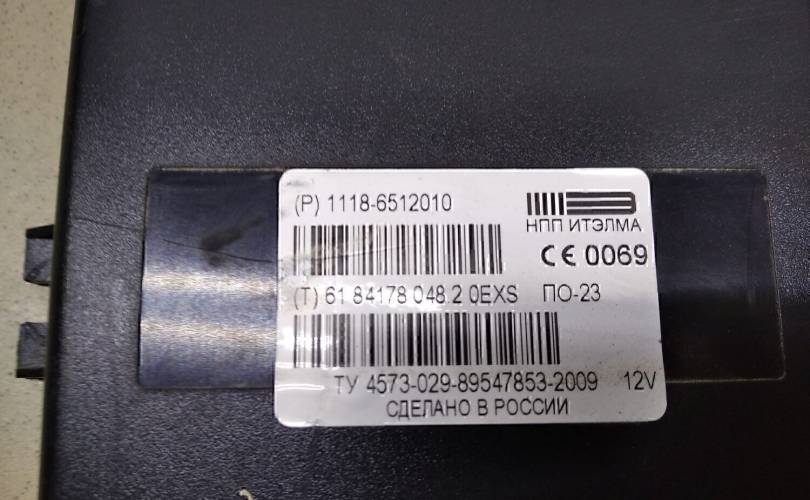 (P) 1118-6512010
НПП ИТЭЛМА
CE 0069
(T) 61 84178 048.2 0EXS ПО-23
ТУ 4573-029-89547853-2009 12V
СДЕЛАНО В РОССИИ